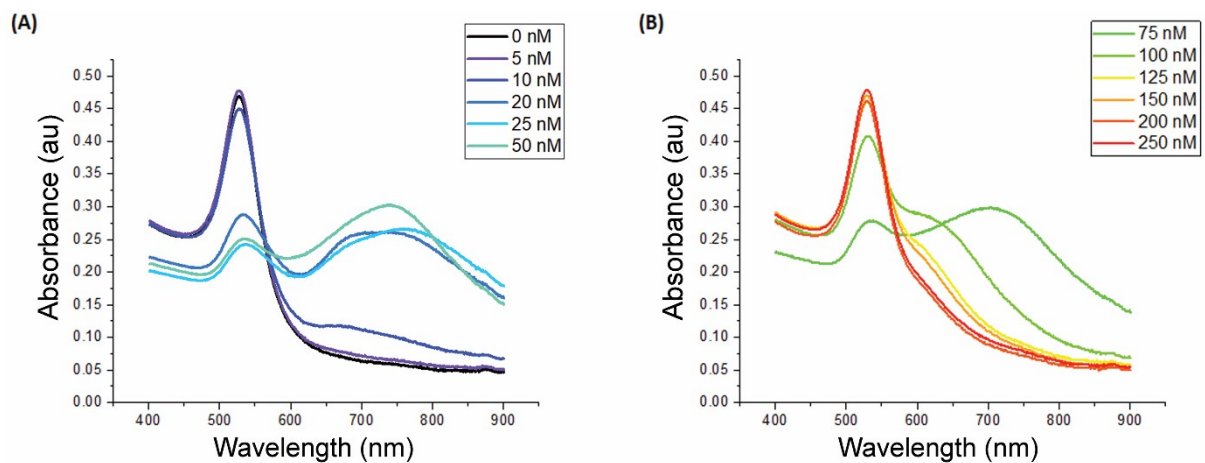 (A)
0 nM
5 nM
10 nM
20 nM
25 nM
50 nM
0.50
0.45
0.40
0.35
0.30
0.25
0.20
0.15
0.10
0.05
0.00
Absorbance (au)
400 500 600 700 800 900
Wavelength (nm)
(B)
75 nM
100 nM
125 nM
150 nM
200 nM
250 nM
0.50
0.45
0.40
0.35
0.30
0.25
0.20
0.15
0.10
0.05
0.00
Absorbance (au)
400 500 600 700 800 900
Wavelength (nm)